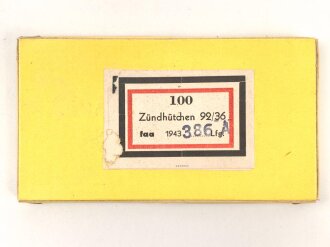 100
Zündhütchen 92/36
faa 1943 386 A Lfg.